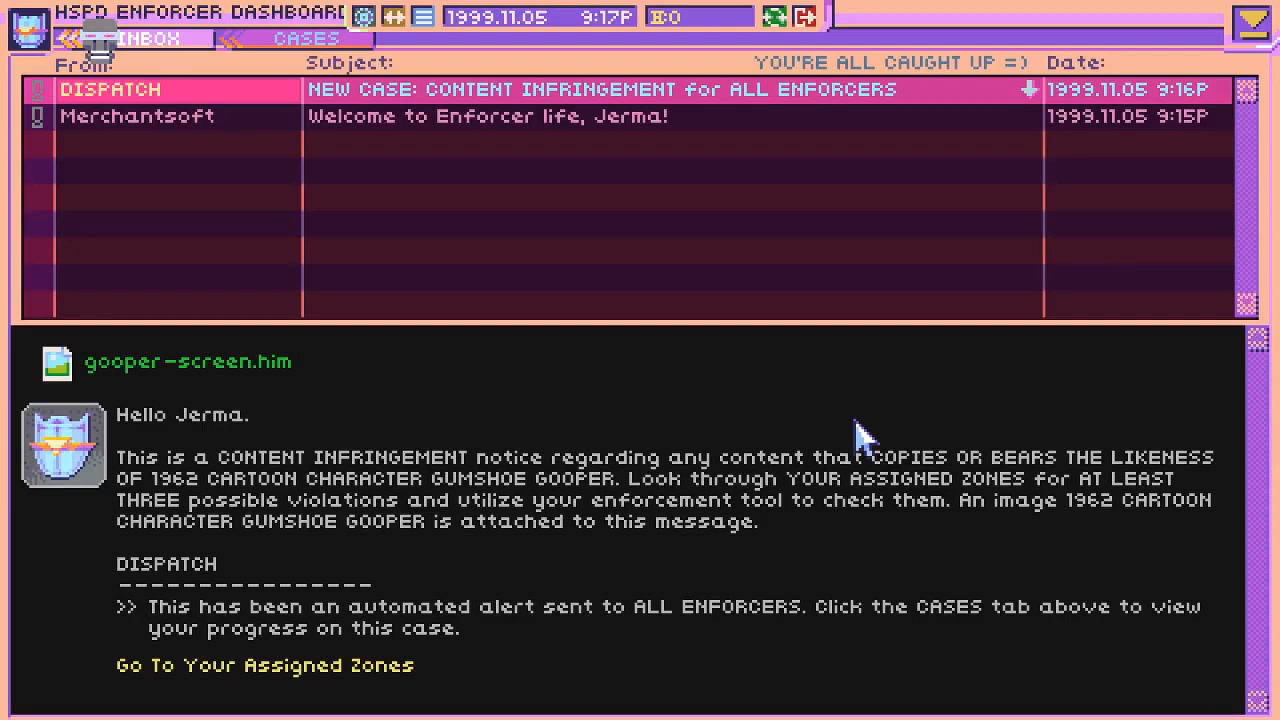 HSPD ENFORCER DASHBOARD
1999.11.05 9:17P
:0
INBOX
CASES
From:
Subject:
YOU'RE ALL CAUGHT UP =)
Date:
DISPATCH
NEW CASE: CONTENT INFRINGEMENT for ALL ENFORCERS
1999.11.05 9:16P
Merchantsoft
Welcome to Enforcer life, Jerma!
1999.11.05 9:15P
gooper-screen.him
Hello Jerma.
This is a CONTENT INFRINGEMENT notice regarding any content that COPIES OR BEARS THE LIKENESS
OF 1962 CARTOON CHARACTER GUMSHOE GOOPER. Look through YOUR ASSIGNED ZONES for AT LEAST
THREE possible violations and utilize your enforcement tool to check them. An image 1962 CARTOON
CHARACTER GUMSHOE GOOPER is attached to this message.
DISPATCH
----------------
>> This has been an automated alert sent to ALL ENFORCERS. Click the CASES tab above to view
your progress on this case.
Go To Your Assigned Zones